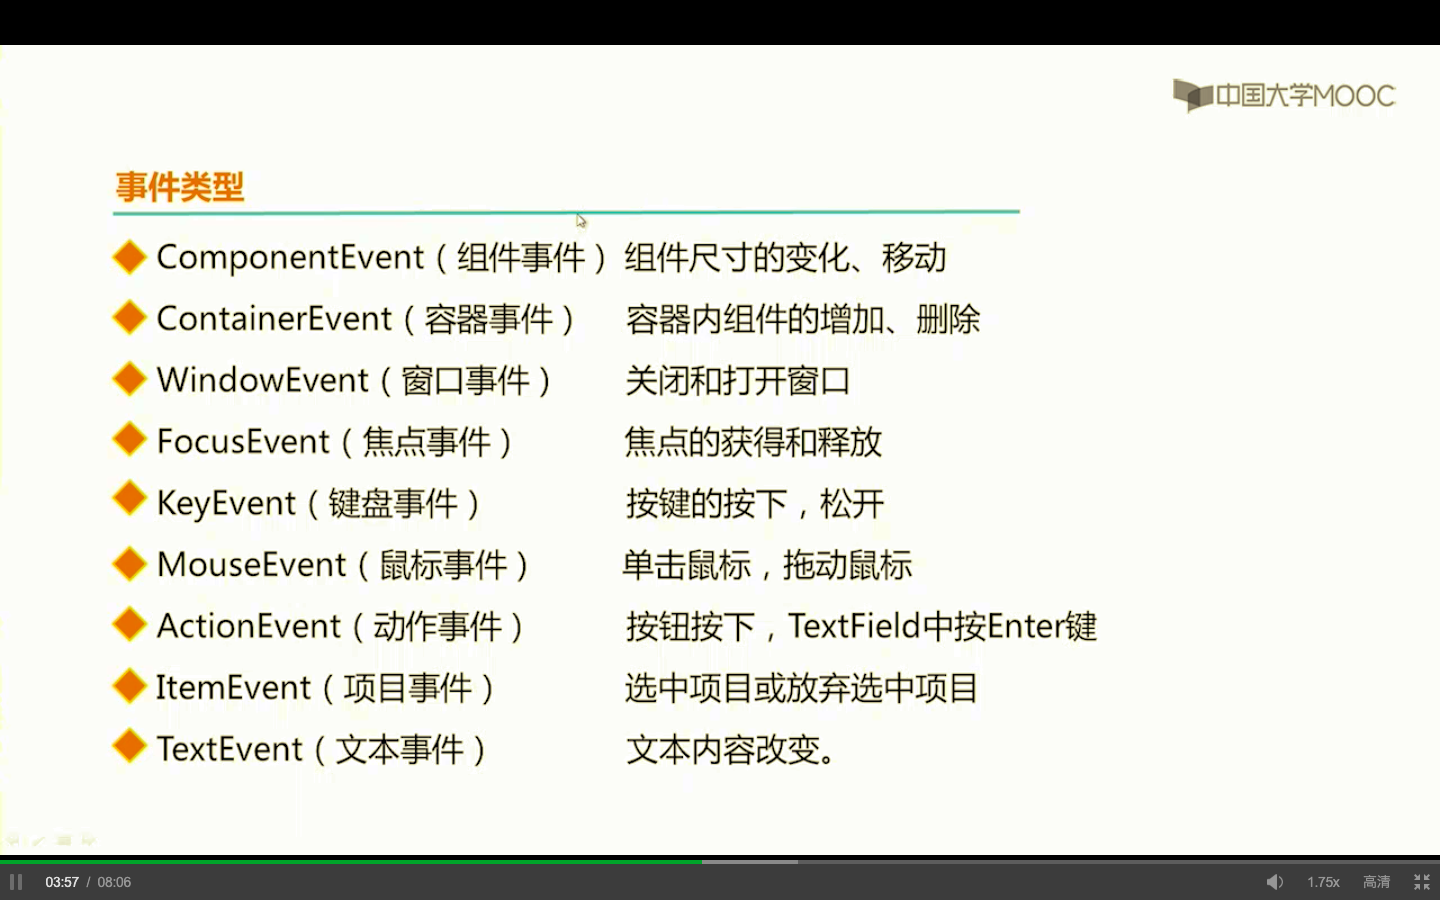 中国大学MOOC
事件类型
ComponentEvent（组件事件）组件尺寸的变化、移动
ContainerEvent（容器事件） 容器内组件的增加、删除
WindowEvent（窗口事件） 关闭和打开窗口
FocusEvent（焦点事件） 焦点的获得和释放
KeyEvent（键盘事件） 按键的按下，松开
MouseEvent（鼠标事件） 单击鼠标，拖动鼠标
ActionEvent（动作事件） 按钮按下，TextField中按Enter键
ItemEvent（项目事件） 选中项目或放弃选中项目
TextEvent（文本事件） 文本内容改变。
03:57 / 08:06 1.75x 高清